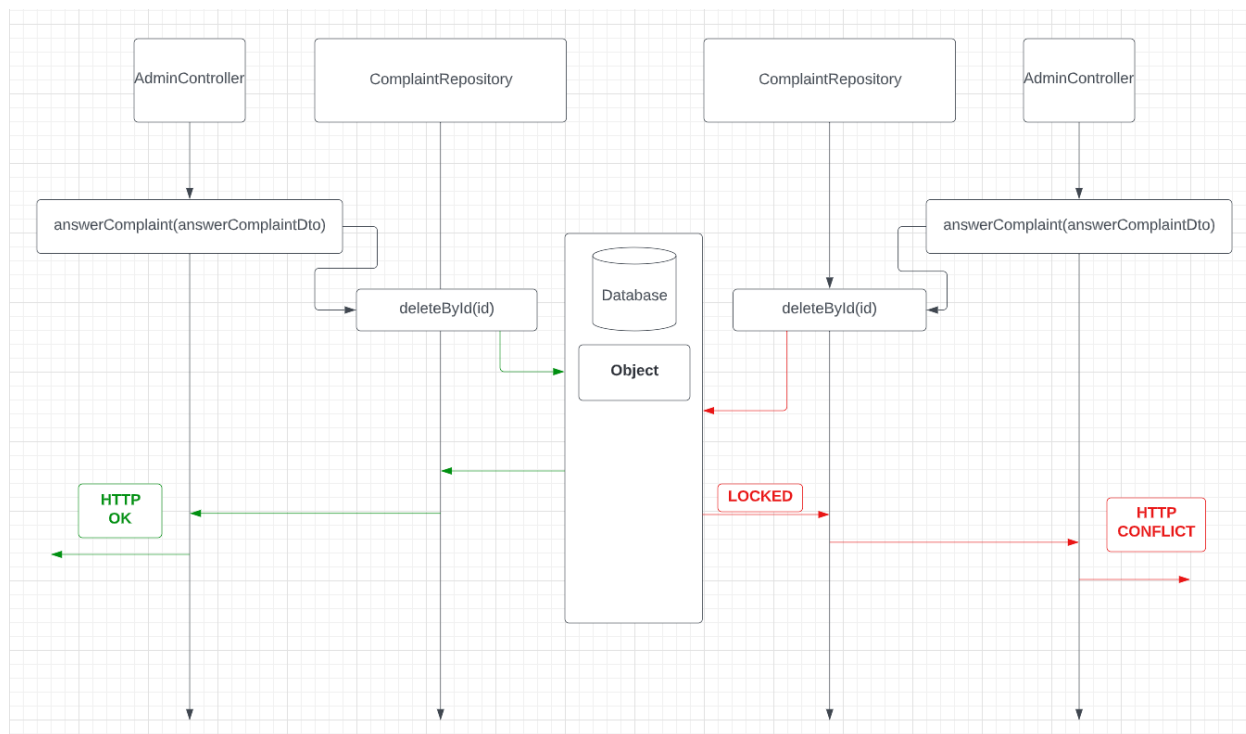 AdminController
ComplaintRepository
ComplaintRepository
AdminController
answerComplaint(answerComplaintDto)
answerComplaint(answerComplaintDto)
Database
deleteById(id)
deleteById(id)
Object
HTTP
OK
LOCKED
HTTP
CONFLICT